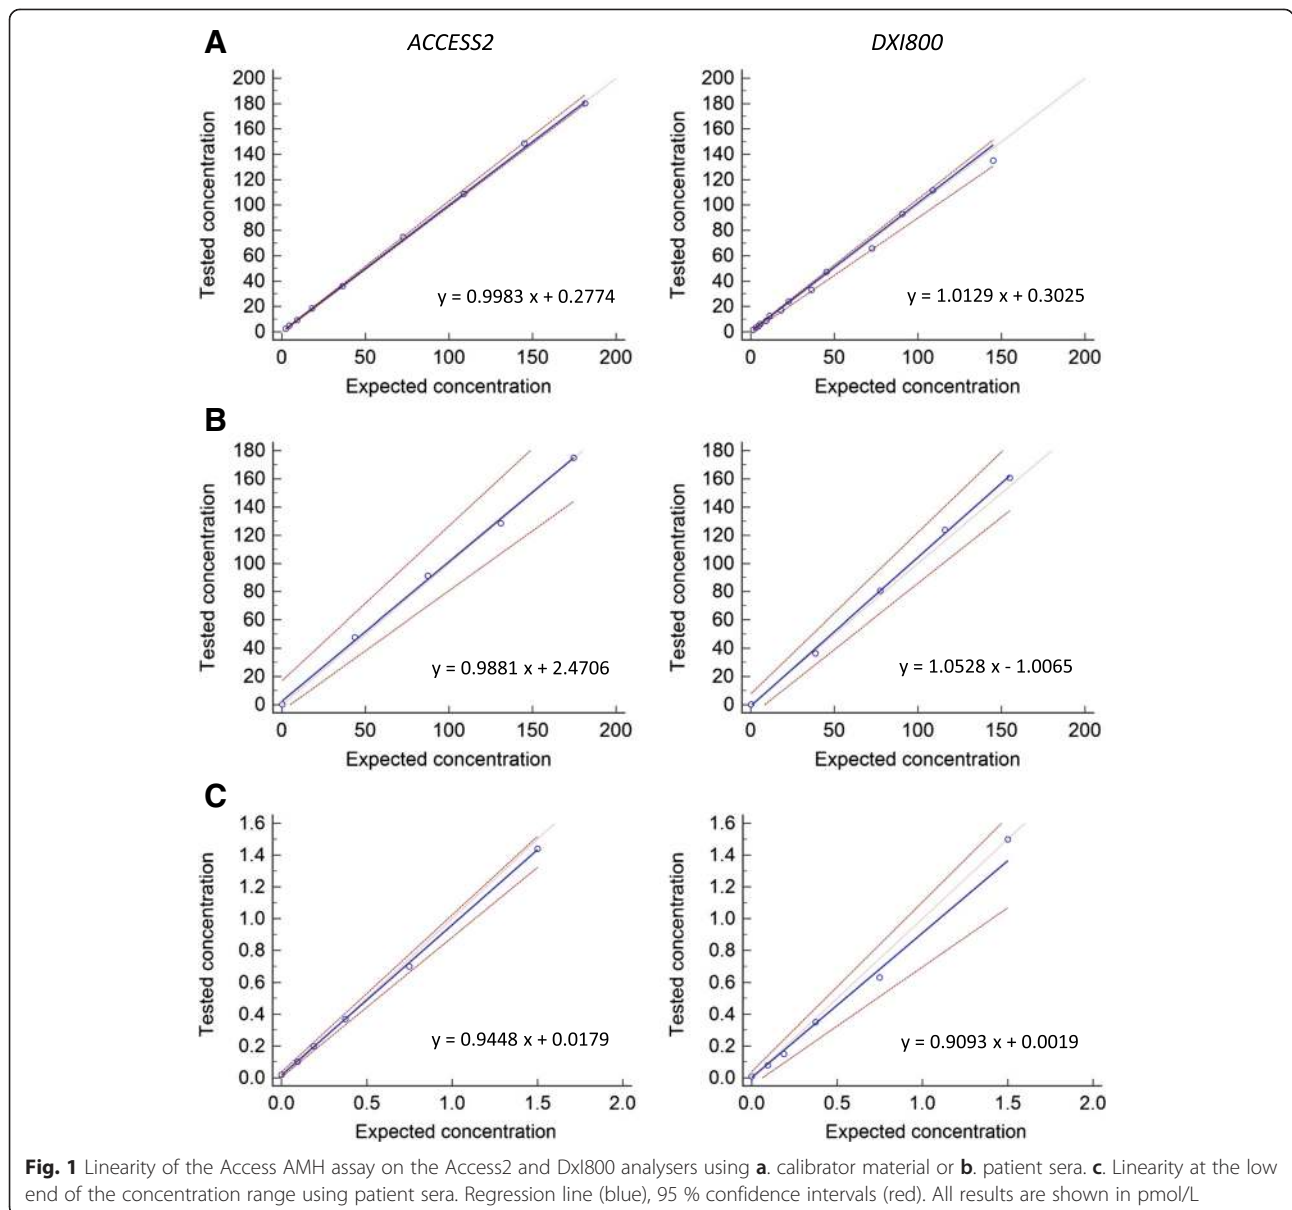 A
ACCESS2
DXI800
200
180
160
140
120
100
80
60
40
20
0
Tested concentration
y = 0.9983 x + 0.2774
0 50 100 150 200
Expected concentration
200
180
160
140
120
100
80
60
40
20
0
Tested concentration
y = 1.0129 x + 0.3025
0 50 100 150 200
Expected concentration
B
180
160
140
120
100
80
60
40
20
0
Tested concentration
y = 0.9881 x + 2.4706
0 50 100 150 200
Expected concentration
180
160
140
120
100
80
60
40
20
0
Tested concentration
y = 1.0528 x - 1.0065
0 50 100 150 200
Expected concentration
C
1.6
1.4
1.2
1.0
0.8
0.6
0.4
0.2
0.0
Tested concentration
y = 0.9448 x + 0.0179
0.0 0.5 1.0 1.5 2.0
Expected concentration
1.6
1.4
1.2
1.0
0.8
0.6
0.4
0.2
0.0
Tested concentration
y = 0.9093 x + 0.0019
0.0 0.5 1.0 1.5 2.0
Expected concentration
Fig. 1 Linearity of the Access AMH assay on the Access2 and DxI800 analysers using a. calibrator material or b. patient sera. c. Linearity at the low
end of the concentration range using patient sera. Regression line (blue), 95 % confidence intervals (red). All results are shown in pmol/L